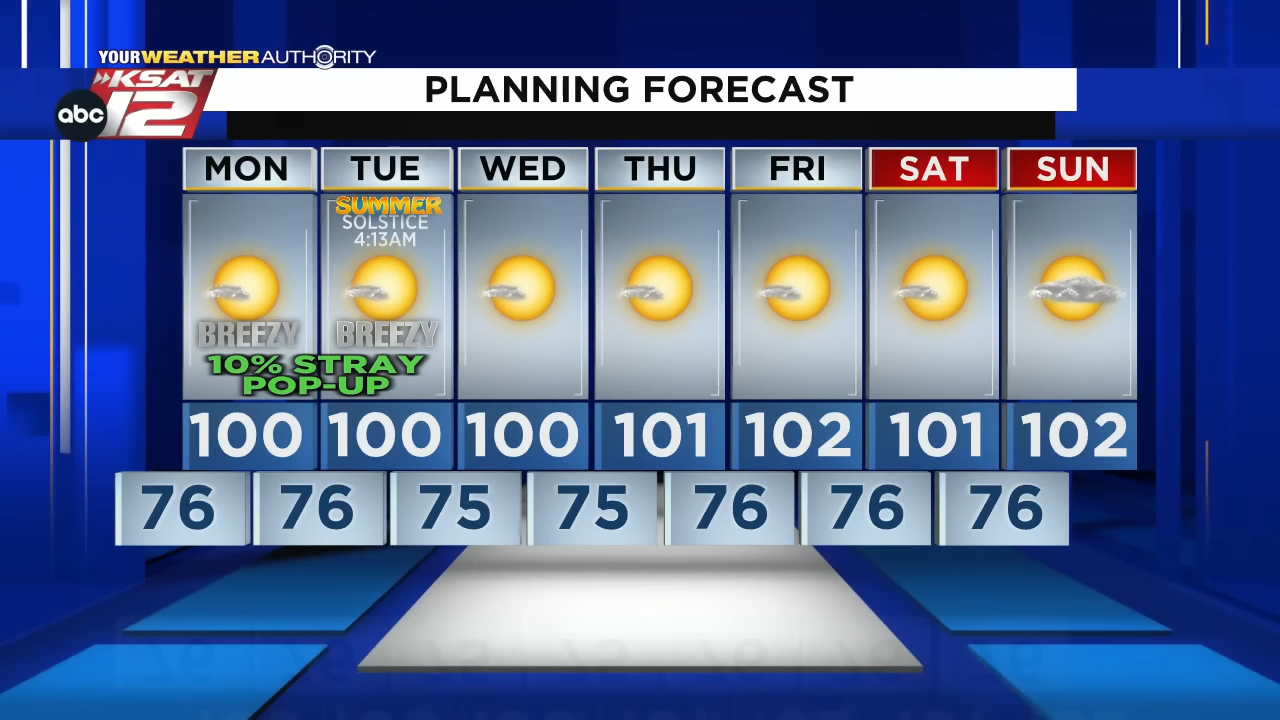 YOURWEATHERAUTHORITY
KSAT
abc
12
PLANNING FORECAST
MON TUE WED THU FRI SAT SUN
SUMMER
SOLSTICE
4:13AM
BREEZY BREEZY
10% STRAY
POP-UP
100 100 100 101 102 101 102
76 76 75 75 76 76 76